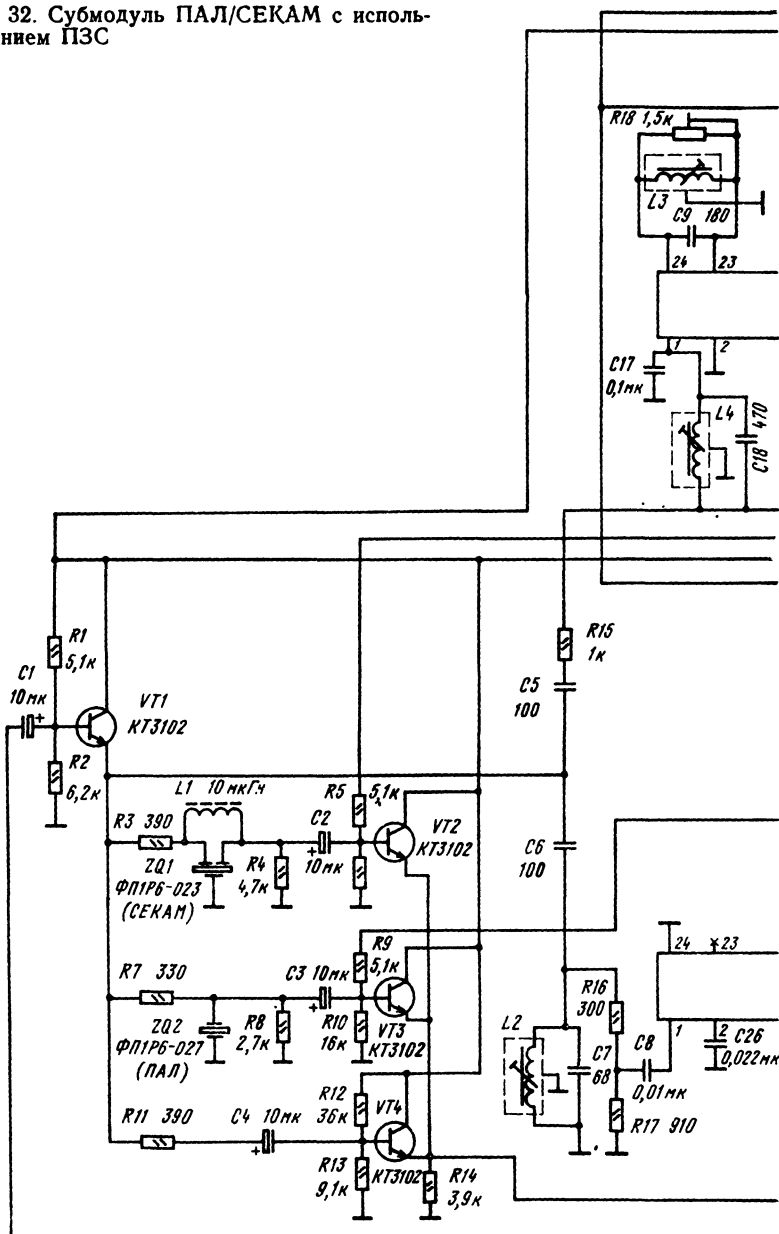 32. Субмодуль ПАЛ/СЕКАМ с исполь-
нием ПЗС
R18 1,5к
L3
C9 180
24
23
1
2
C17
0,1мк
L4
C18 470
R1
5,1к
C1
10мк
+
VT1
КТ3102
R2
6,2к
R15
1к
C5
100
L1 10мкГн
R5
5,1к
R3 390
C2
+
10мк
VT2
КТ3102
ZQ1
ФП1Р6-023
(СЕКАМ)
R4
4,7к
C6
100
R7 330
C3 10мк
+
R9
5,1к
ZQ2
ФП1Р6-027
(ПАЛ)
R8
2,7к
R10
16к
VT3
КТ3102
24
23
R16
300
1
2
C26
0,022мк
L2
C7
68
C8
0,01мк
R17 910
R11 390
C4 10мк
+
R12
36к
VT4
КТ3102
R13
9,1к
R14
3,9к